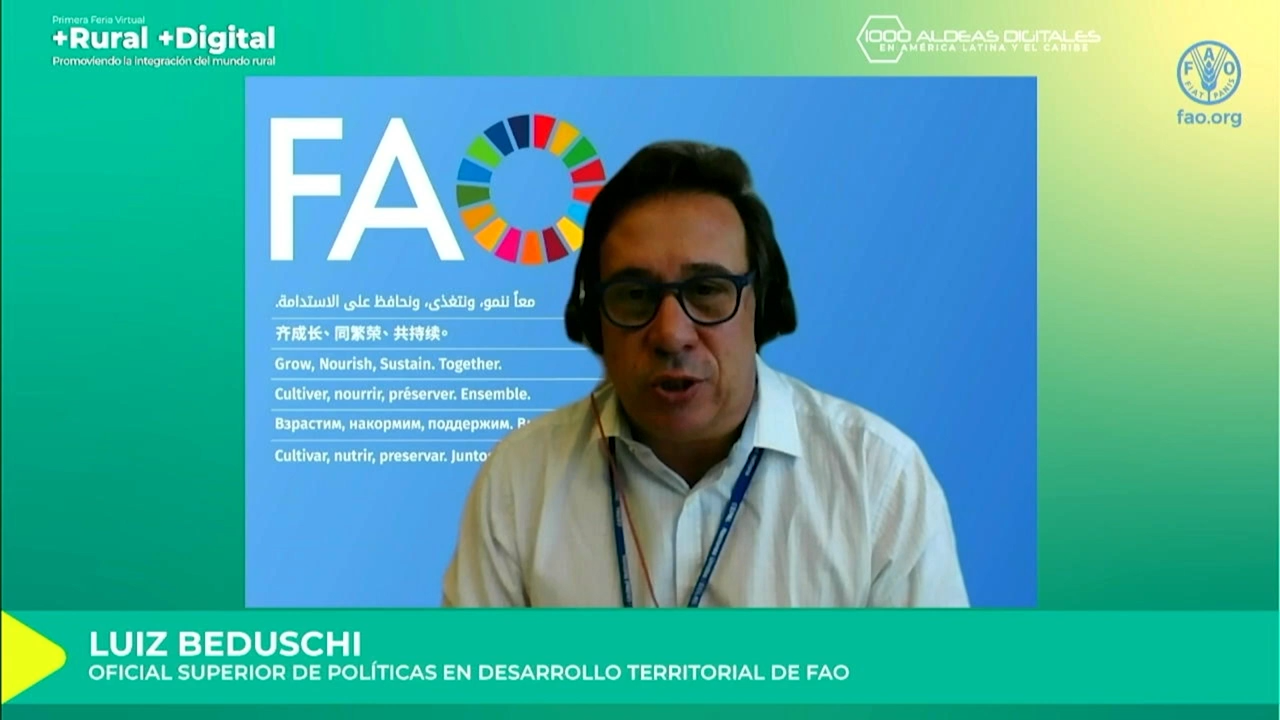 Primera Feria Virtual
+Rural +Digital
Promoviendo la integración del mundo rural
1000 ALDEAS DIGITALES
EN AMÉRICA LATINA Y EL CARIBE
F A O
FIAT PANIS
fao.org
FAO
معاً ننمو، ونتغذى، ونحافظ على الاستدامة.
齐成长、同繁荣、共持续。
Grow, Nourish, Sustain. Together.
Cultiver, nourrir, préserver. Ensemble.
Взрастим, накормим, поддержим.
Cultivar, nutrir, preservar.
LUIZ BEDUSCHI
OFICIAL SUPERIOR DE POLÍTICAS EN DESARROLLO TERRITORIAL DE FAO